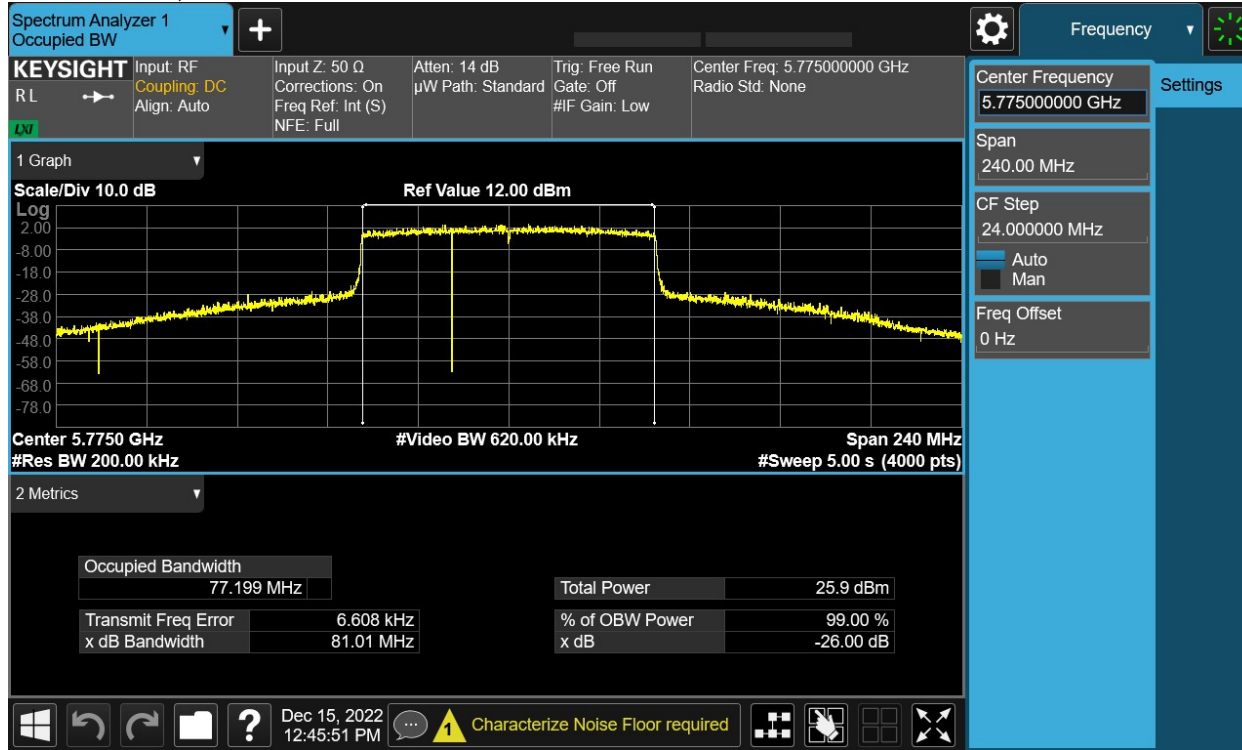 Spectrum Analyzer 1
Occupied BW
Frequency
KEYSIGHT
R L
LXI
Input: RF
Coupling: DC
Align: Auto
Input Z: 50 Ω
Corrections: On
Freq Ref: Int (S)
NFE: Full
Atten: 14 dB
µW Path: Standard
Trig: Free Run
Gate: Off
#IF Gain: Low
Center Freq: 5.775000000 GHz
Radio Std: None
Center Frequency
5.775000000 GHz
Settings
Span
240.00 MHz
CF Step
24.000000 MHz
Auto
Man
Freq Offset
0 Hz
1 Graph
Scale/Div 10.0 dB
Ref Value 12.00 dBm
Log
2.00
-8.00
-18.0
-28.0
-38.0
-48.0
-58.0
-68.0
-78.0
Center 5.7750 GHz
#Video BW 620.00 kHz
Span 240 MHz
#Res BW 200.00 kHz
#Sweep 5.00 s (4000 pts)
2 Metrics
Occupied Bandwidth
77.199 MHz
Total Power 25.9 dBm
Transmit Freq Error 6.608 kHz
% of OBW Power 99.00 %
x dB Bandwidth 81.01 MHz
x dB -26.00 dB
?
Dec 15, 2022
12:45:51 PM
1
Characterize Noise Floor required